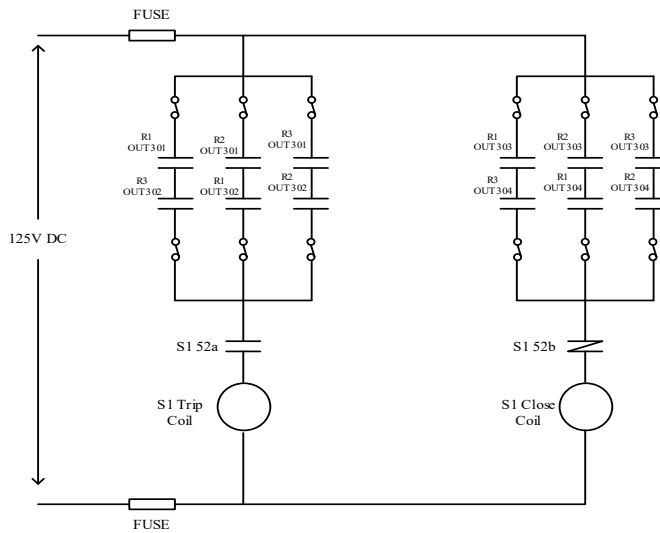 FUSE
R1
OUT301
R2
OUT301
R3
OUT301
R3
OUT302
R1
OUT302
R2
OUT302
R1
OUT303
R2
OUT303
R3
OUT303
R3
OUT304
R1
OUT304
R2
OUT304
125V DC
S1 52a
S1 52b
S1 Trip
Coil
S1 Close
Coil
FUSE